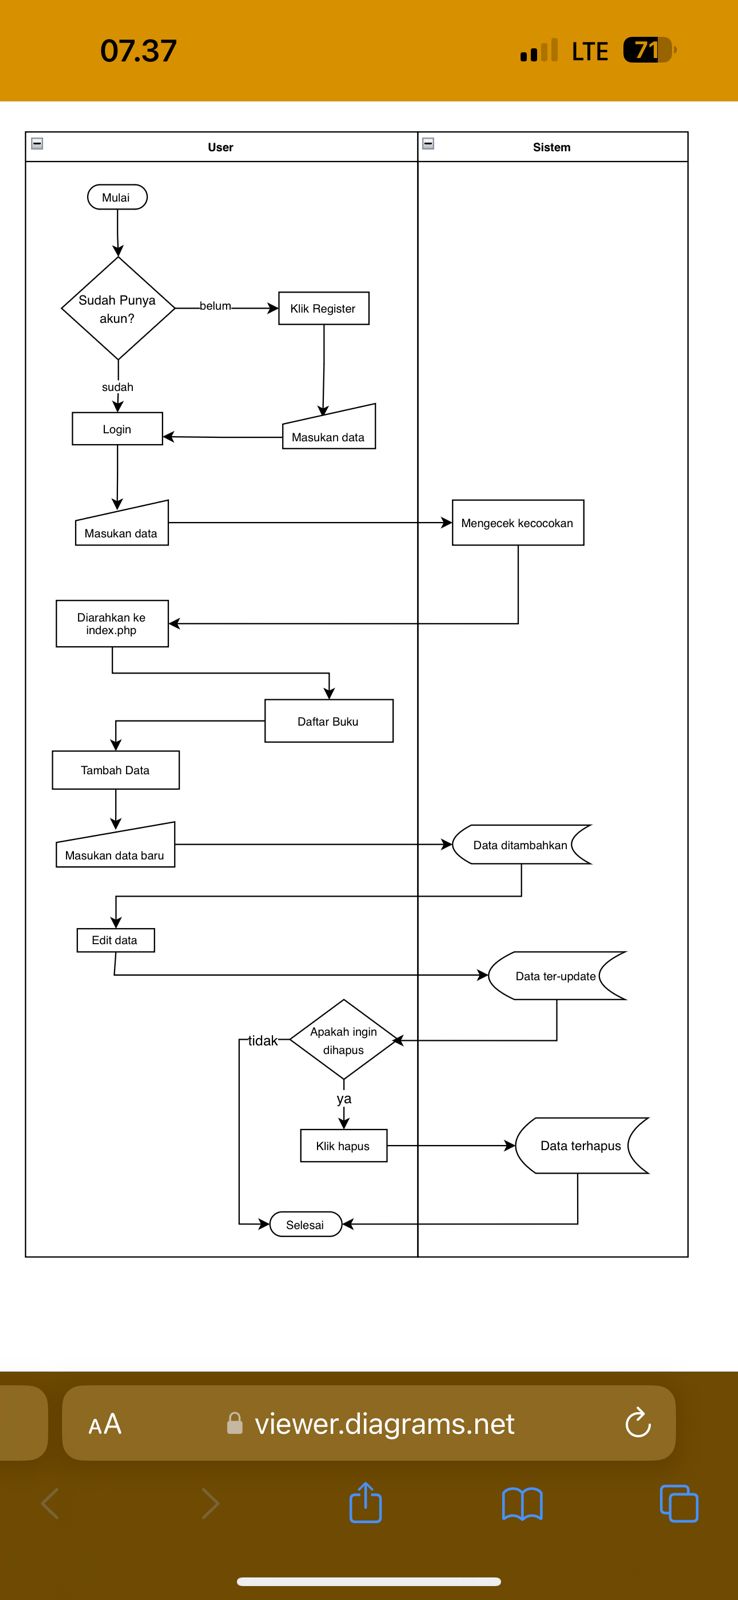 07.37
LTE
71
User
Sistem
Mulai
Sudah Punya
akun?
belum
Klik Register
sudah
Login
Masukan data
Masukan data
Mengecek kecocokan
Diarahkan ke
index.php
Daftar Buku
Tambah Data
Masukan data baru
Data ditambahkan
Edit data
Data ter-update
Apakah ingin
dihapus
tidak
ya
Klik hapus
Data terhapus
Selesai
AA
viewer.diagrams.net